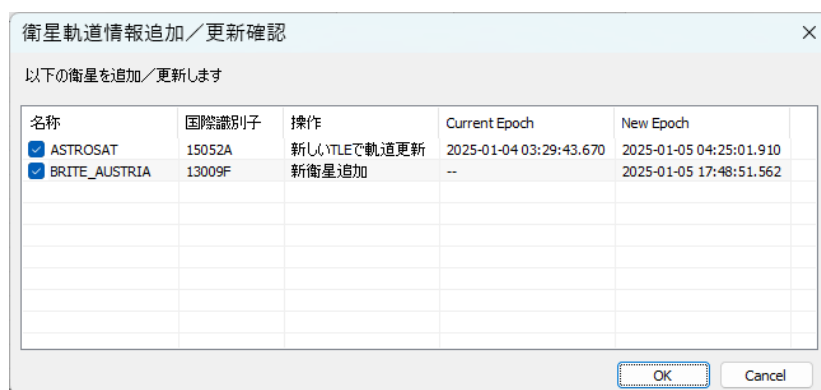 衛星軌道情報追加／更新確認
以下の衛星を追加／更新します
名称 国際識別子 操作 Current Epoch New Epoch
ASTROSAT 15052A 新しいTLEで軌道更新 2025-01-04 03:29:43.670 2025-01-05 04:25:01.910
BRITE_AUSTRIA 13009F 新衛星追加 -- 2025-01-05 17:48:51.562
OK Cancel